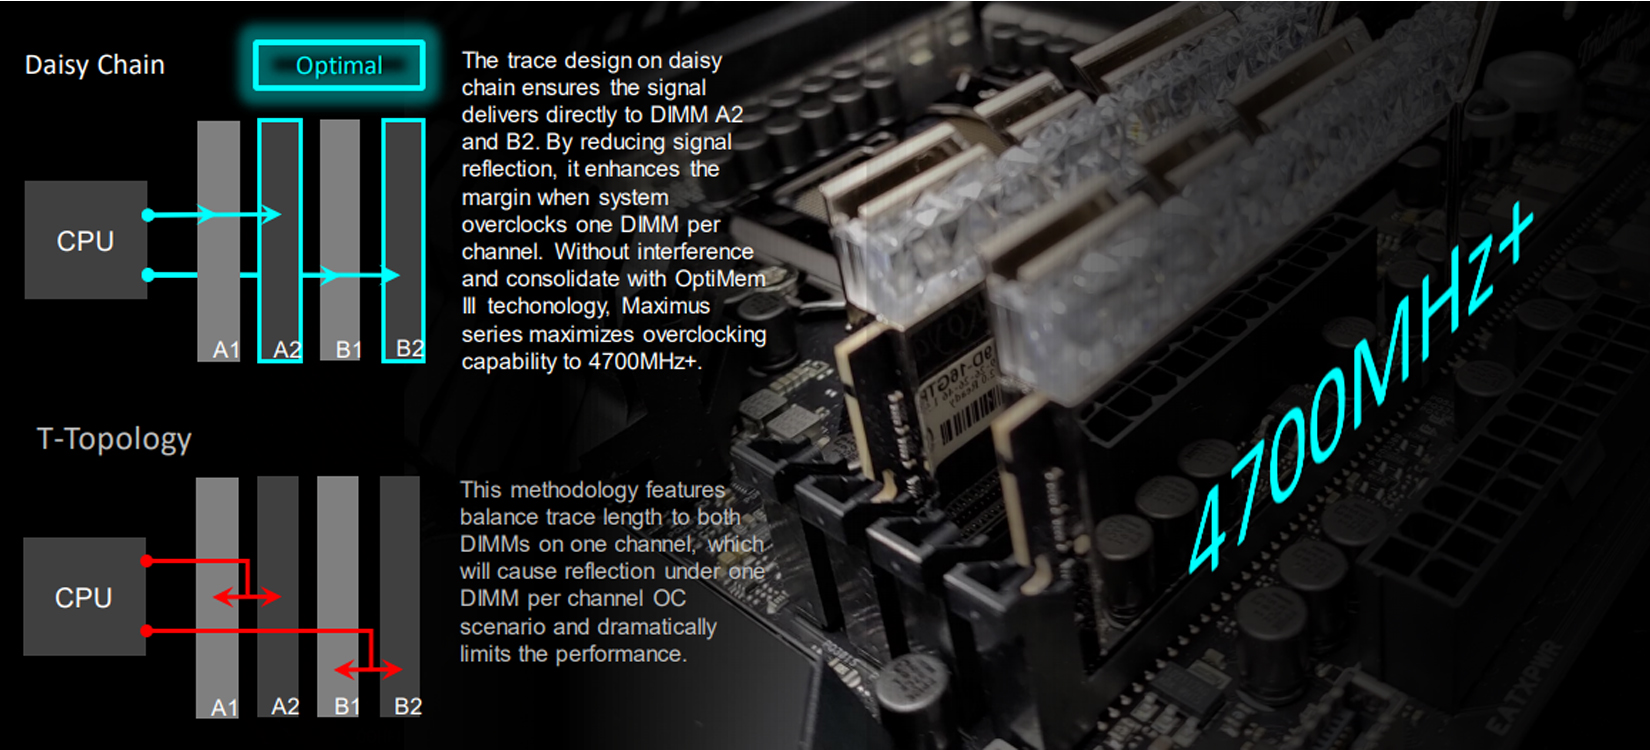 Daisy Chain
Optimal
CPU
A1
A2
B1
B2
The trace design on daisy
chain ensures the signal
delivers directly to DIMM A2
and B2. By reducing signal
reflection, it enhances the
margin when system
overclocks one DIMM per
channel. Without interference
and consolidate with OptiMem
III techonology, Maximus
series maximizes overclocking
capability to 4700MHz+.
T-Topology
CPU
A1
A2
B1
B2
This methodology features
balance trace length to both
DIMMs on one channel, which
will cause reflection under one
DIMM per channel OC
scenario and dramatically
limits the performance.
4700MHz+
EATXPWR